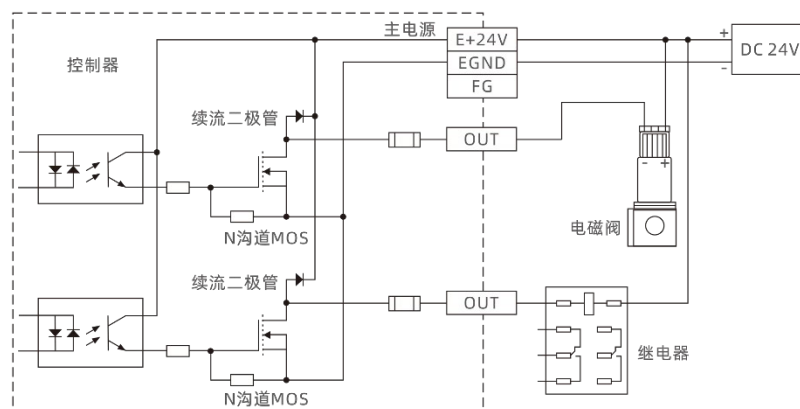 主电源
E+24V
+
DC 24V
控制器
EGND
-
FG
续流二极管
OUT
- +
电磁阀
N沟道MOS
续流二极管
OUT
继电器
N沟道MOS